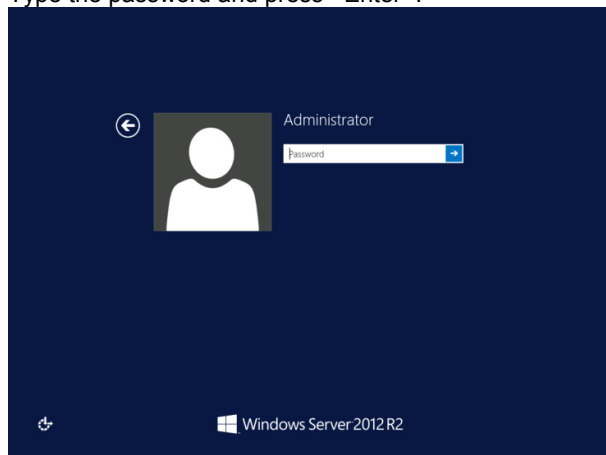 Type the password and press "Enter".
Administrator
Password
Windows Server 2012 R2